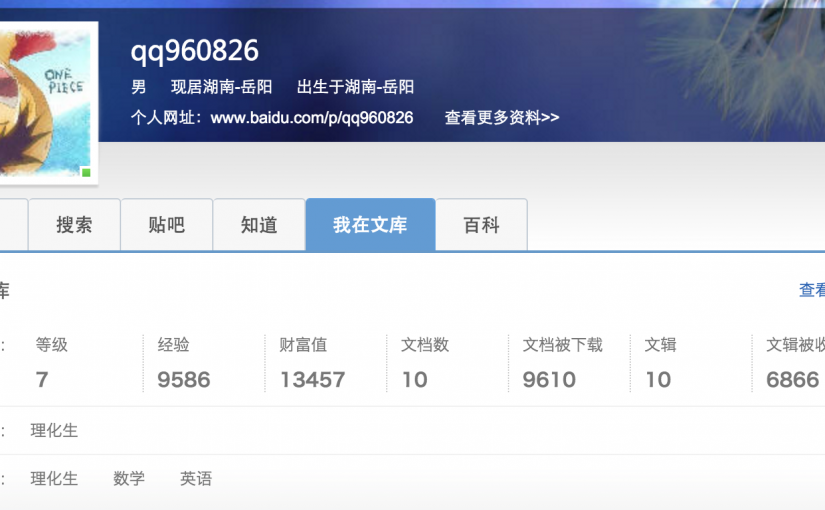 qq960826
ONE
PIECE
男 现居湖南-岳阳 出生于湖南-岳阳
个人网址：www.baidu.com/p/qq960826 查看更多资料>>
搜索 贴吧 知道 我在文库 百科
库 查看
: 等级 经验 财富值 文档数 文档被下载 文辑 文辑被收
7 9586 13457 10 9610 10 6866
: 理化生
: 理化生 数学 英语